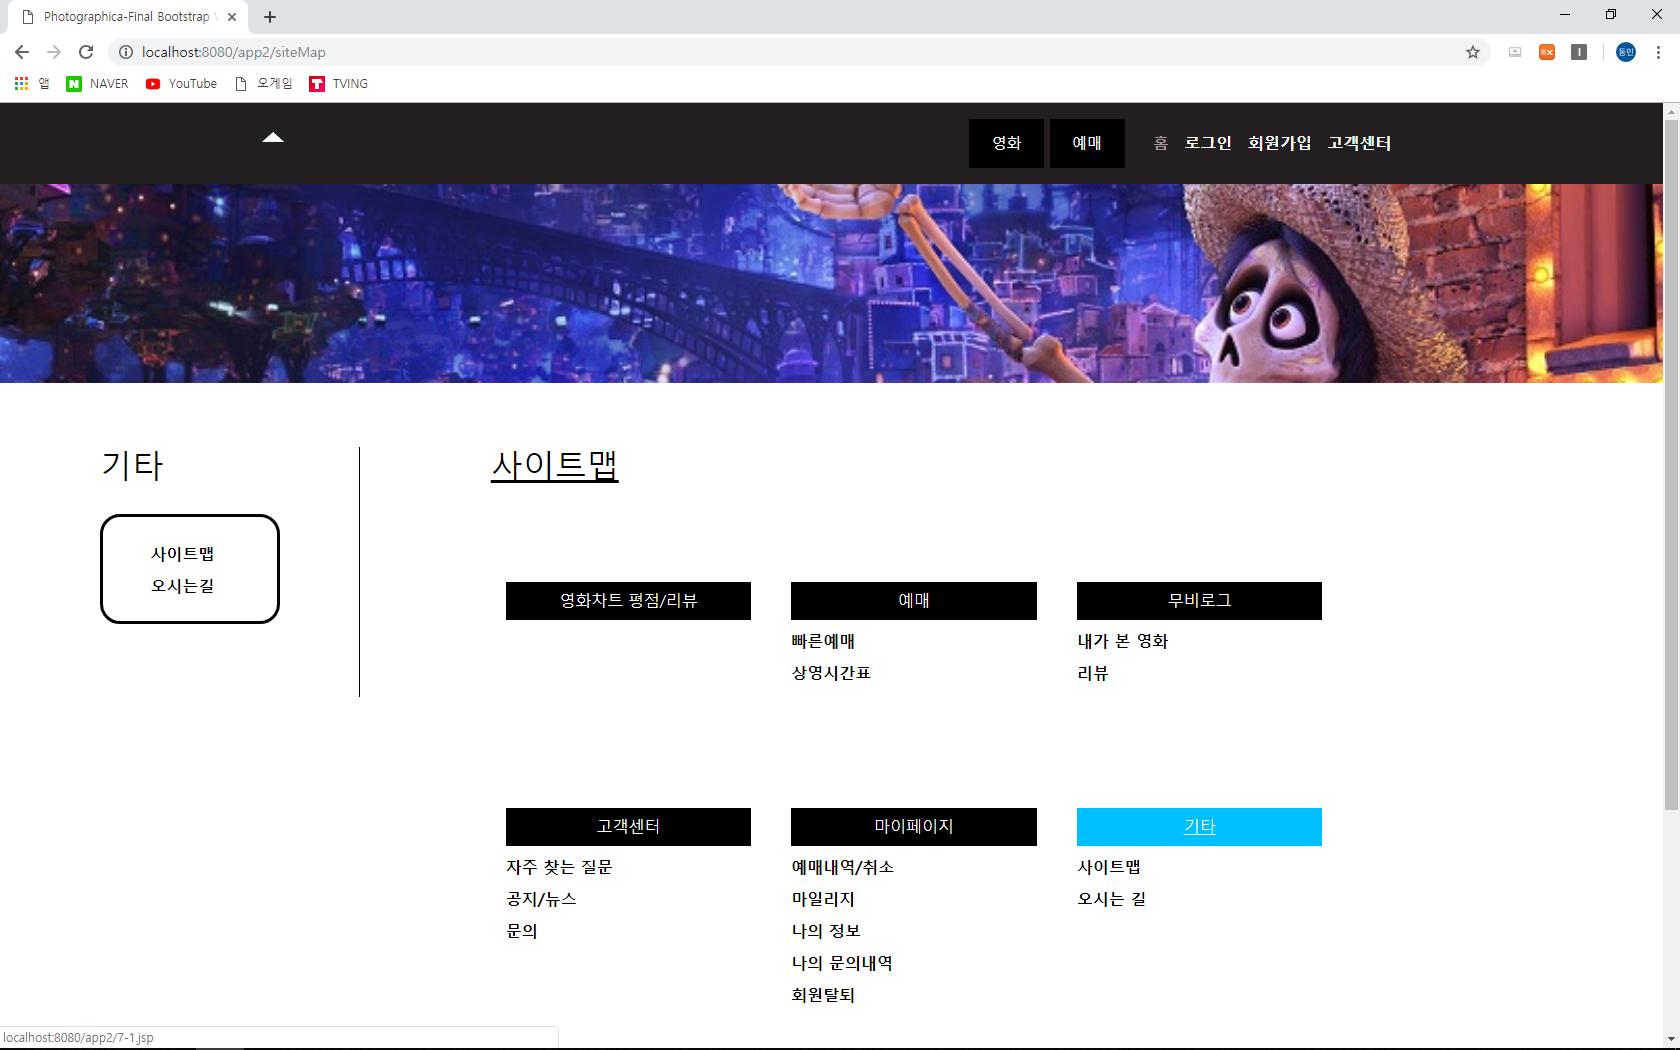 Photographica-Final Bootstrap
localhost:8080/app2/siteMap
앱 NAVER YouTube 오게임 TVING
영화 예매 홈 로그인 회원가입 고객센터
기타
사이트맵
오시는길
사이트맵
영화차트 평점/리뷰
예매
빠른예매
상영시간표
무비로그
내가 본 영화
리뷰
고객센터
자주 찾는 질문
공지/뉴스
문의
마이페이지
예매내역/취소
마일리지
나의 정보
나의 문의내역
회원탈퇴
기타
사이트맵
오시는 길
localhost:8080/app2/7-1.jsp